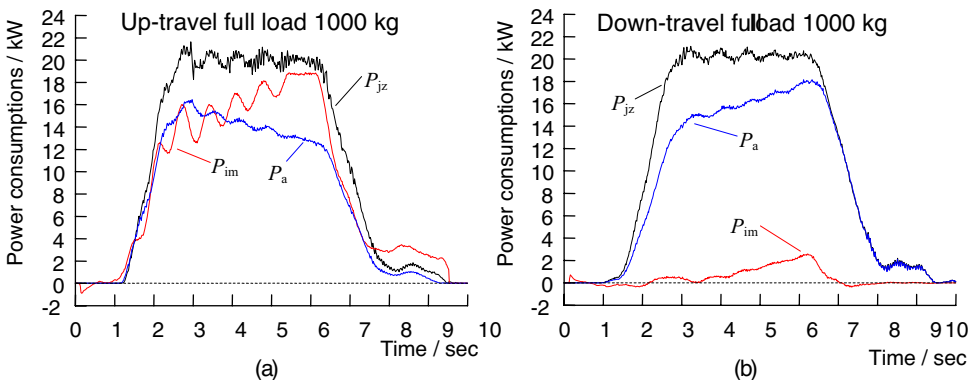 Up-travel full load 1000 kg
Power consumptions / kW
24
22
20
18
16
14
12
10
8
6
4
2
0
-2
P_jz
P_im
P_a
0 1 2 3 4 5 6 7 8 9 10
Time / sec
(a)
Down-travel full load 1000 kg
Power consumptions / kW
24
22
20
18
16
14
12
10
8
6
4
2
0
-2
P_jz
P_a
P_im
0 1 2 3 4 5 6 7 8 9 10
Time / sec
(b)